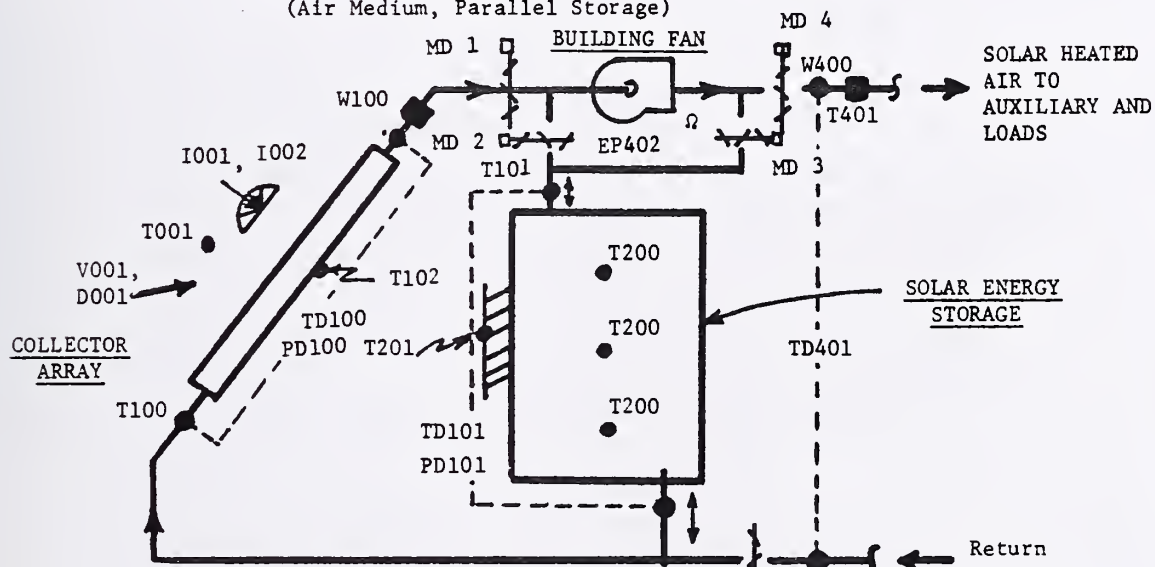 (Air Medium, Parallel Storage)
MD 4
MD 1
BUILDING FAN
W400
SOLAR HEATED
AIR TO
AUXILIARY AND
LOADS
W100
T401
Ω
MD 2
EP402
MD 3
I001, I002
T101
T001
T200
V001,
D001
T102
SOLAR ENERGY
STORAGE
TD100
PD100
T201
T200
TD401
COLLECTOR
ARRAY
T100
T200
TD101
PD101
Return